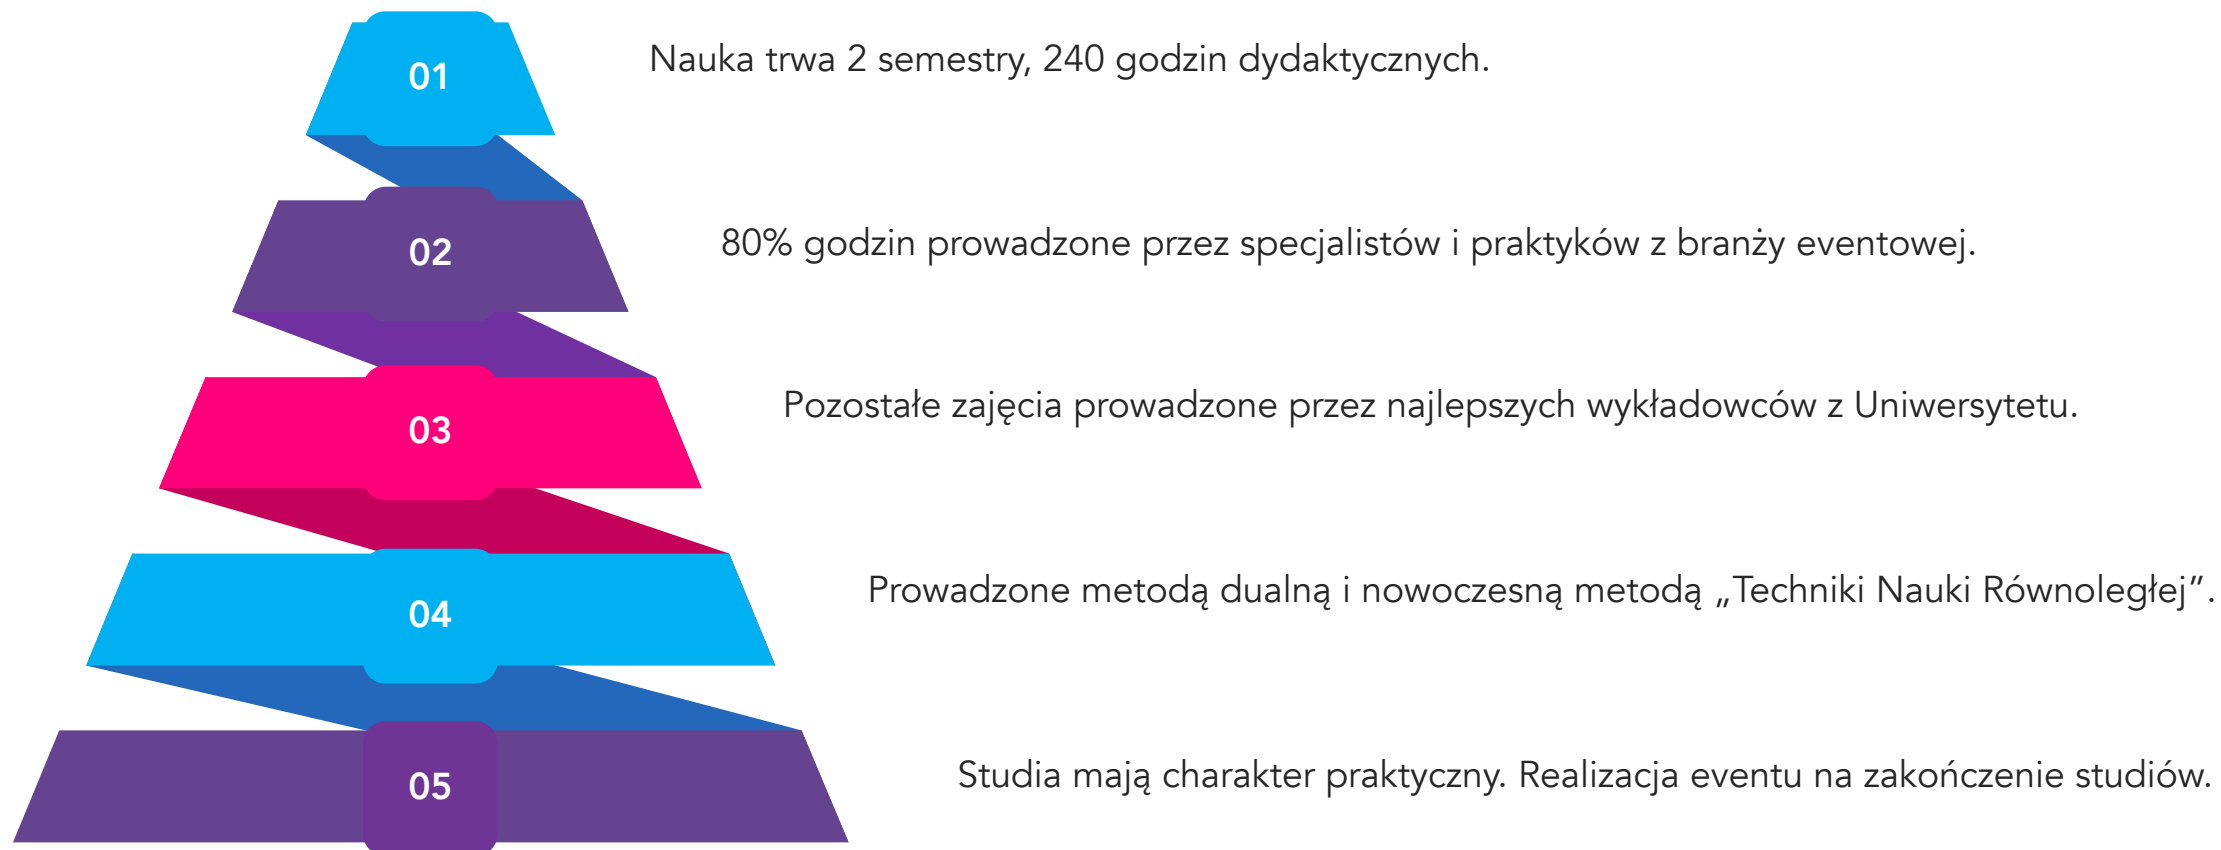 01
Nauka trwa 2 semestry, 240 godzin dydaktycznych.
02
80% godzin prowadzone przez specjalistów i praktyków z branży eventowej.
03
Pozostałe zajęcia prowadzone przez najlepszych wykładowców z Uniwersytetu.
04
Prowadzone metodą dualną i nowoczesną metodą „Techniki Nauki Równoległej”.
05
Studia mają charakter praktyczny. Realizacja eventu na zakończenie studiów.